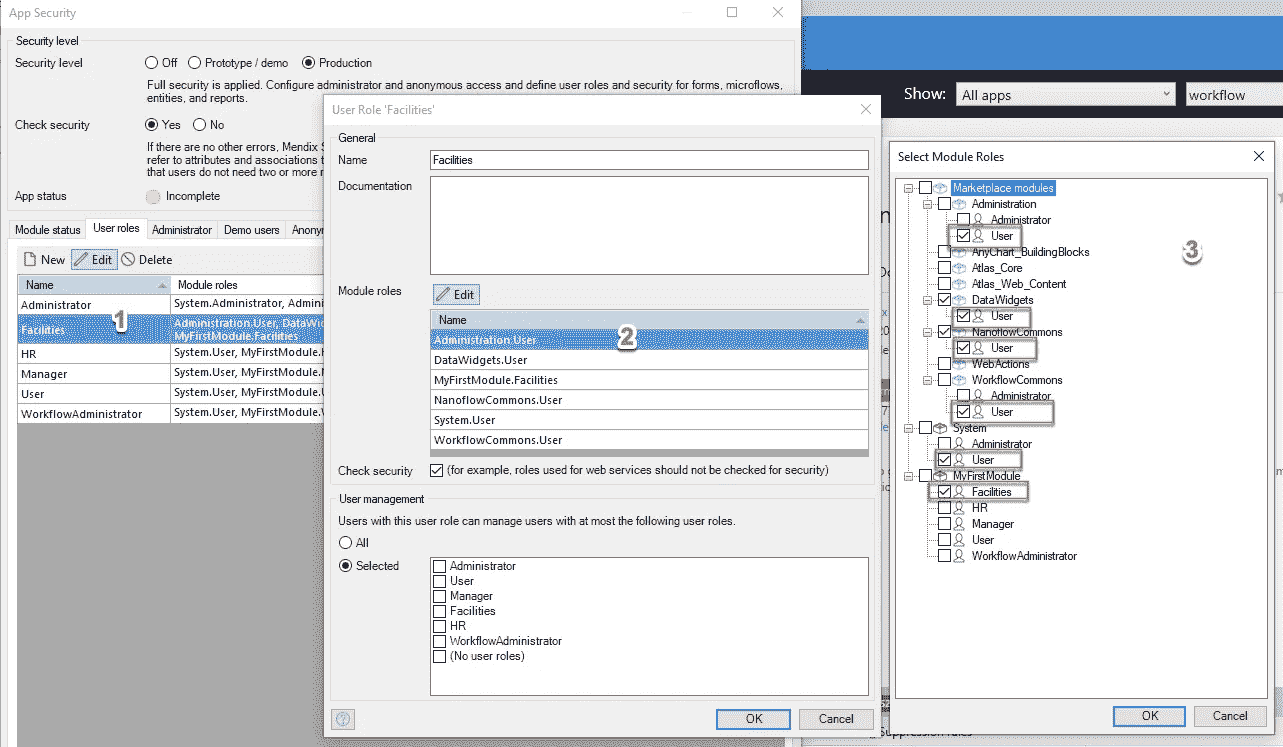 App Security
Security level
Security level
Off
Prototype / demo
Production
Full security is applied. Configure administrator and anonymous access and define user roles and security for forms, microflows,
entities, and reports.
Check security
Yes
No
If there are no other errors, Mendix S
refer to attributes and associations t
that users do not need two or more r
App status
Incomplete
Module status
User roles
Administrator
Demo users
Anony
New
Edit
Delete
Name
Module roles
Administrator
System.Administrator, Admini
Facilities
Administration.User, DataWid
MyFirstModule.Facilities
HR
System.User, MyFirstModule.
Manager
System.User, MyFirstModule.
User
System.User, MyFirstModule.
WorkflowAdministrator
System.User, MyFirstModule.
1
User Role 'Facilities'
General
Name
Facilities
Documentation
Module roles
Edit
Name
Administration.User
2
DataWidgets.User
MyFirstModule.Facilities
NanoflowCommons.User
System.User
WorkflowCommons.User
Check security
(for example, roles used for web services should not be checked for security)
User management
Users with this user role can manage users with at most the following user roles.
All
Selected
Administrator
User
Manager
Facilities
HR
WorkflowAdministrator
(No user roles)
OK
Cancel
Show:
All apps
workflow
Select Module Roles
Marketplace modules
Administration
Administrator
User
AnyChart_BuildingBlocks
3
Atlas_Core
Atlas_Web_Content
DataWidgets
User
NanoflowCommons
User
WebActions
WorkflowCommons
Administrator
User
System
Administrator
User
MyFirstModule
Facilities
HR
Manager
User
WorkflowAdministrator
OK
Cancel
Suppression rules